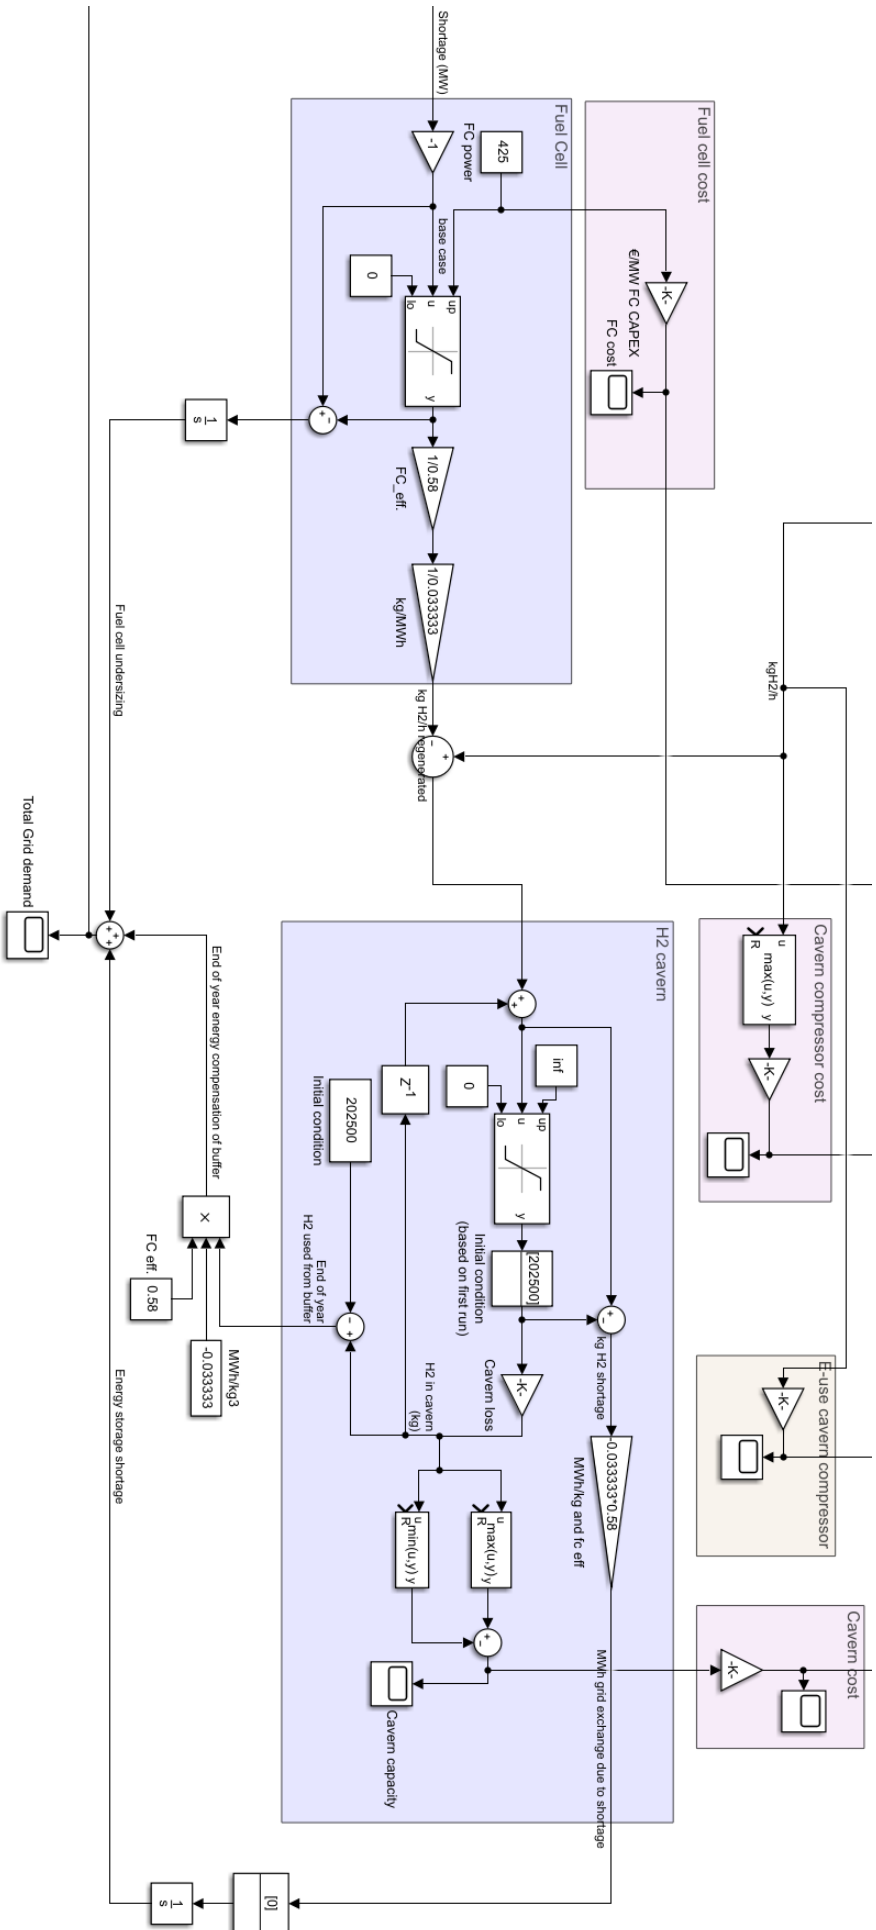 Shortage (MW)
Fuel Cell
-1
FC power
425
base case
0
up
u
lo
y
1/0.58
FC_eff.
1/0.033333
kg/MWh
+
-
1
s
Fuel cell undersizing
Fuel cell cost
-K-
€/MW FC CAPEX
FC cost
kgH2/h
kg H2/h regenerated
-
+
Cavern compressor cost
u
R
max(u,y)
y
-K-
H2 cavern
+
+
inf
0
up
u
lo
y
Z-1
202500
Initial condition
[202500]
Initial condition
(based on first run)
+
-
kg H2 shortage
-K-
Cavern loss
H2 in cavern
(kg)
-
+
End of year
H2 used from buffer
-0.033333*0.58
MWh/kg and fc eff
u
R
max(u,y)
y
u
R
min(u,y)
y
+
-
Cavern capacity
MWh grid exchange due to shortage
E-use cavern compressor
-K-
Cavern cost
-K-
Total Grid demand
+
+
+
End of year energy compensation of buffer
×
FC eff.
0.58
-0.033333
MWh/kg3
Energy storage shortage
1
s
[0]